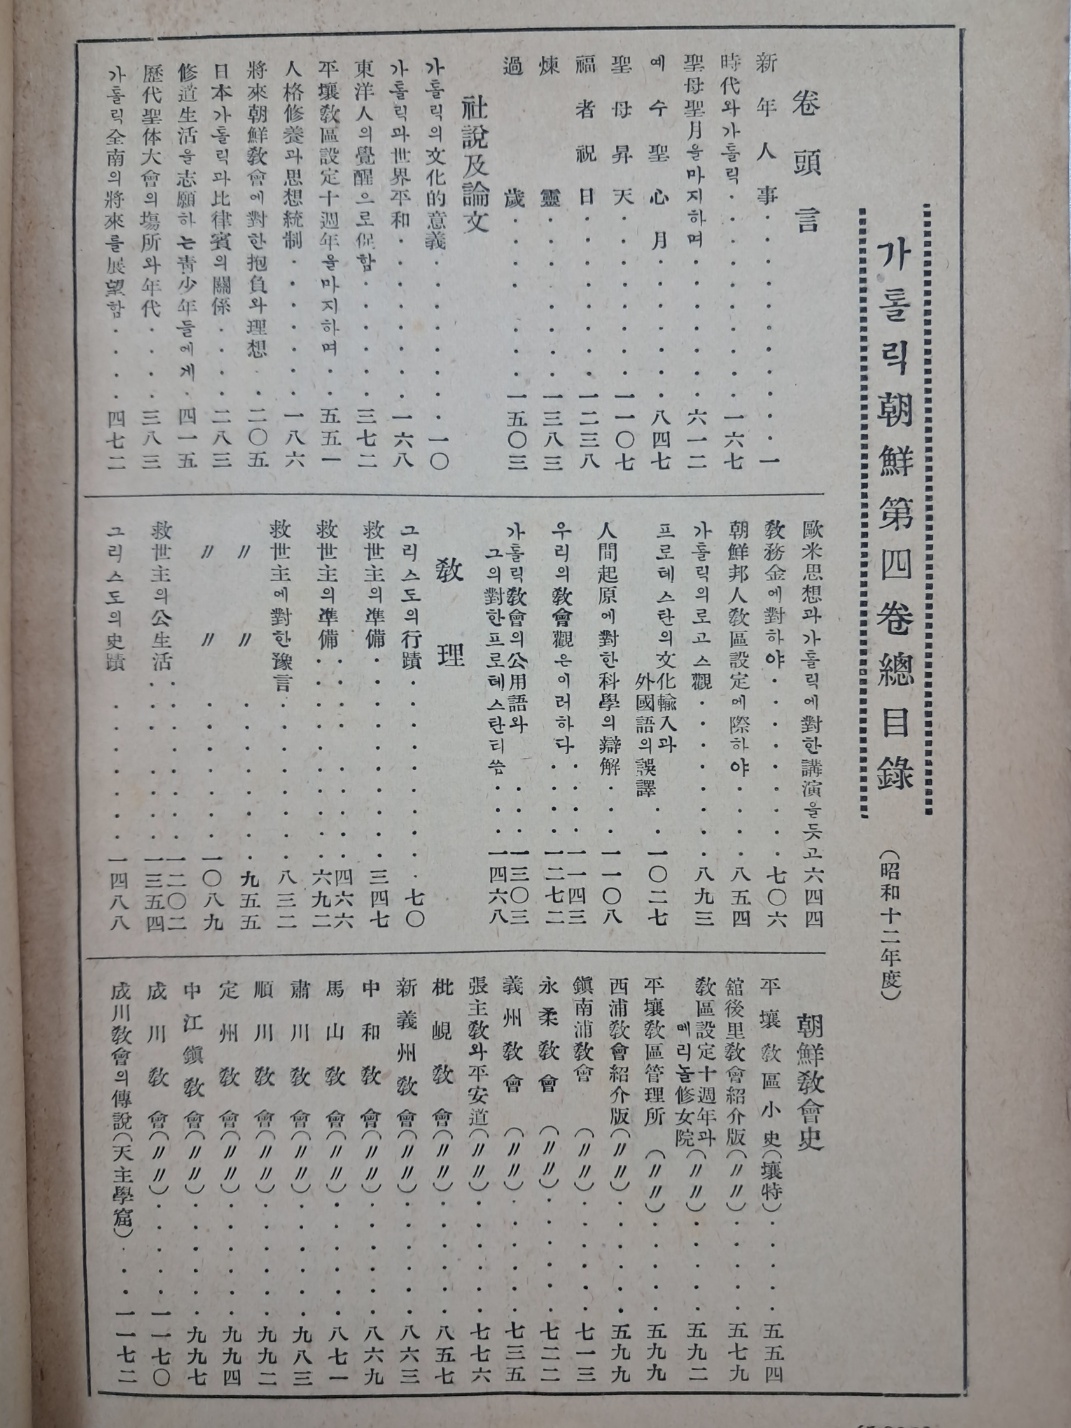 가톨릭朝鮮第四卷總目錄（昭和十二年度）
卷頭言
新年人事・・・・・・・・一
時代와가톨릭・・・・・・一六七
聖母聖月을마지하며・・・・六一二
예수聖心月・・・・・八四七
聖母昇天・・・・・・一一〇七
福者祝日・・・・・・一二三八
煉靈・・・・・・一三八三
過歲・・・・・・一五〇三
社說及論文
가톨릭의文化的意義・・・・・一〇
가톨릭과世界平和・・・・・一六八
東洋人의覺醒으로促함・・・・三七二
平壤敎區設定十週年을마지하며・・五五一
人格修養과思想統制・・・・・一八六
將來朝鮮敎會에對한抱負와理想・・二〇五
日本가톨릭과比律賓의關係・・・・二八三
修道生活을志願하는靑少年들에게・四一五
歷代聖体大會의場所와年代・・・三八三
가톨릭全南의將來를展望함・・・・四七二
歐米思想과가톨릭에對한講演을듯고六四四
敎務金에對하야・・・・・七〇六
朝鮮邦人敎區設定에際하야・・・八五四
가톨릭의로고스觀・・・・・八九三
프로테스탄의文化輸入과
外國語의誤譯・・一〇二七
人間起原에對한科學의辯解・・・一一〇八
우리의敎會觀은이러하다・・・・一一四三
一二七二
가톨릭敎會의公用語와・・・一三〇三
그의對한프로테스탄티씀・・・一四六八
敎理
그리스도의行蹟・・・・・・七〇
救世主의準備・・・・・・三四七
救世主의準備・・・・・・四六六
六九二
救世主에對한豫言・・・・・八三二
〃〃・・・・・・九五五
〃〃・・・・・・一〇八九
救世主의公生活・・・・・一二〇二
一三五四
그리스도의史蹟・・・・・一四八八
朝鮮敎會史
平壤敎區小史（壤特）・・・・五五四
舘後里敎會紹介版（〃〃）・・・・五七九
敎區設定十週年과
메리놀修女院（〃〃）・・・・五九二
平壤敎區管理所（〃〃）・・・・五九九
西浦敎會紹介版（〃〃）・・・・・五九九
鎭南浦敎會（〃〃）・・・・・七一三
永柔敎會（〃〃）・・・・・七二二
義州敎會（〃〃）・・・・・七三五
張主敎와平安道（〃〃）・・・・・七七六
枇峴敎會（〃〃）・・・・・八五七
新義州敎會（〃〃）・・・・・八六三
中和敎會（〃〃）・・・・・八六九
馬山敎會（〃〃）・・・・・八七一
肅川敎會（〃〃）・・・・・九八三
順川敎會（〃〃）・・・・・九九二
定州敎會（〃〃）・・・・・九九四
中江鎭敎會（〃〃）・・・・・九九七
成川敎會（〃〃）・・・・・一一七〇
成川敎會의傳說（天主學窟）・・・一一七二